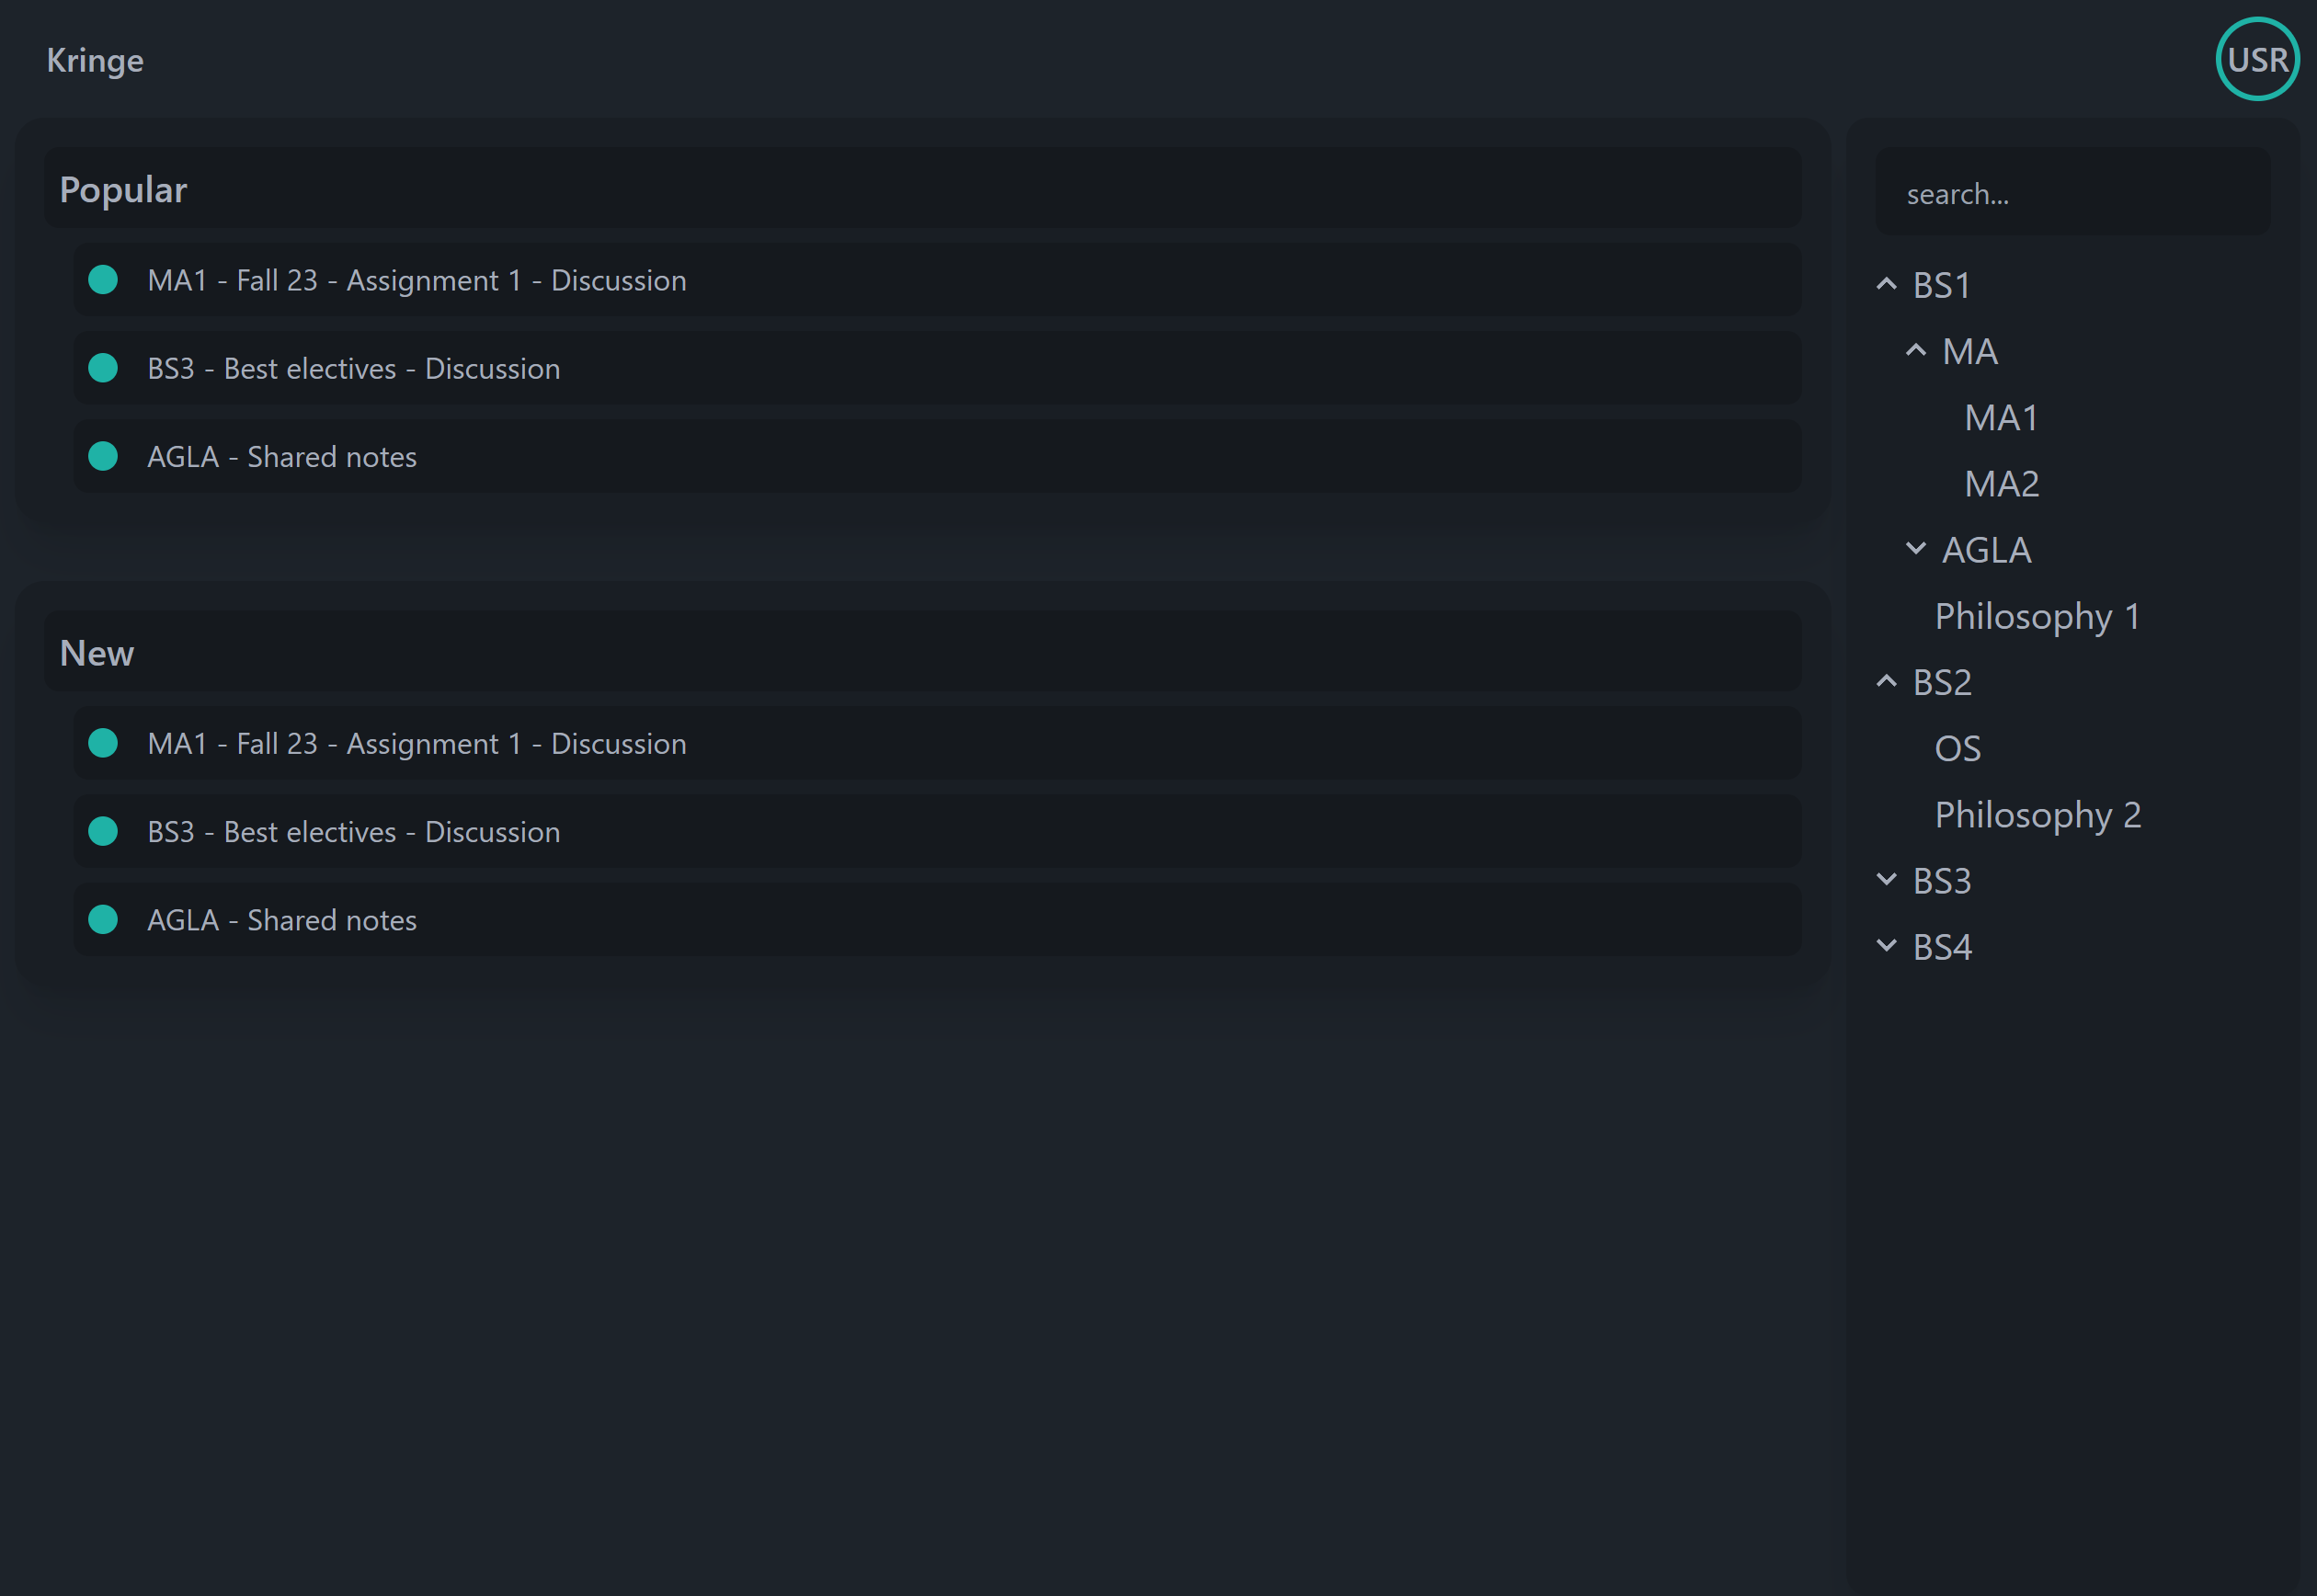 Kringe
USR
Popular
MA1 - Fall 23 - Assignment 1 - Discussion
BS3 - Best electives - Discussion
AGLA - Shared notes
New
MA1 - Fall 23 - Assignment 1 - Discussion
BS3 - Best electives - Discussion
AGLA - Shared notes
search...
BS1
MA
MA1
MA2
AGLA
Philosophy 1
BS2
OS
Philosophy 2
BS3
BS4